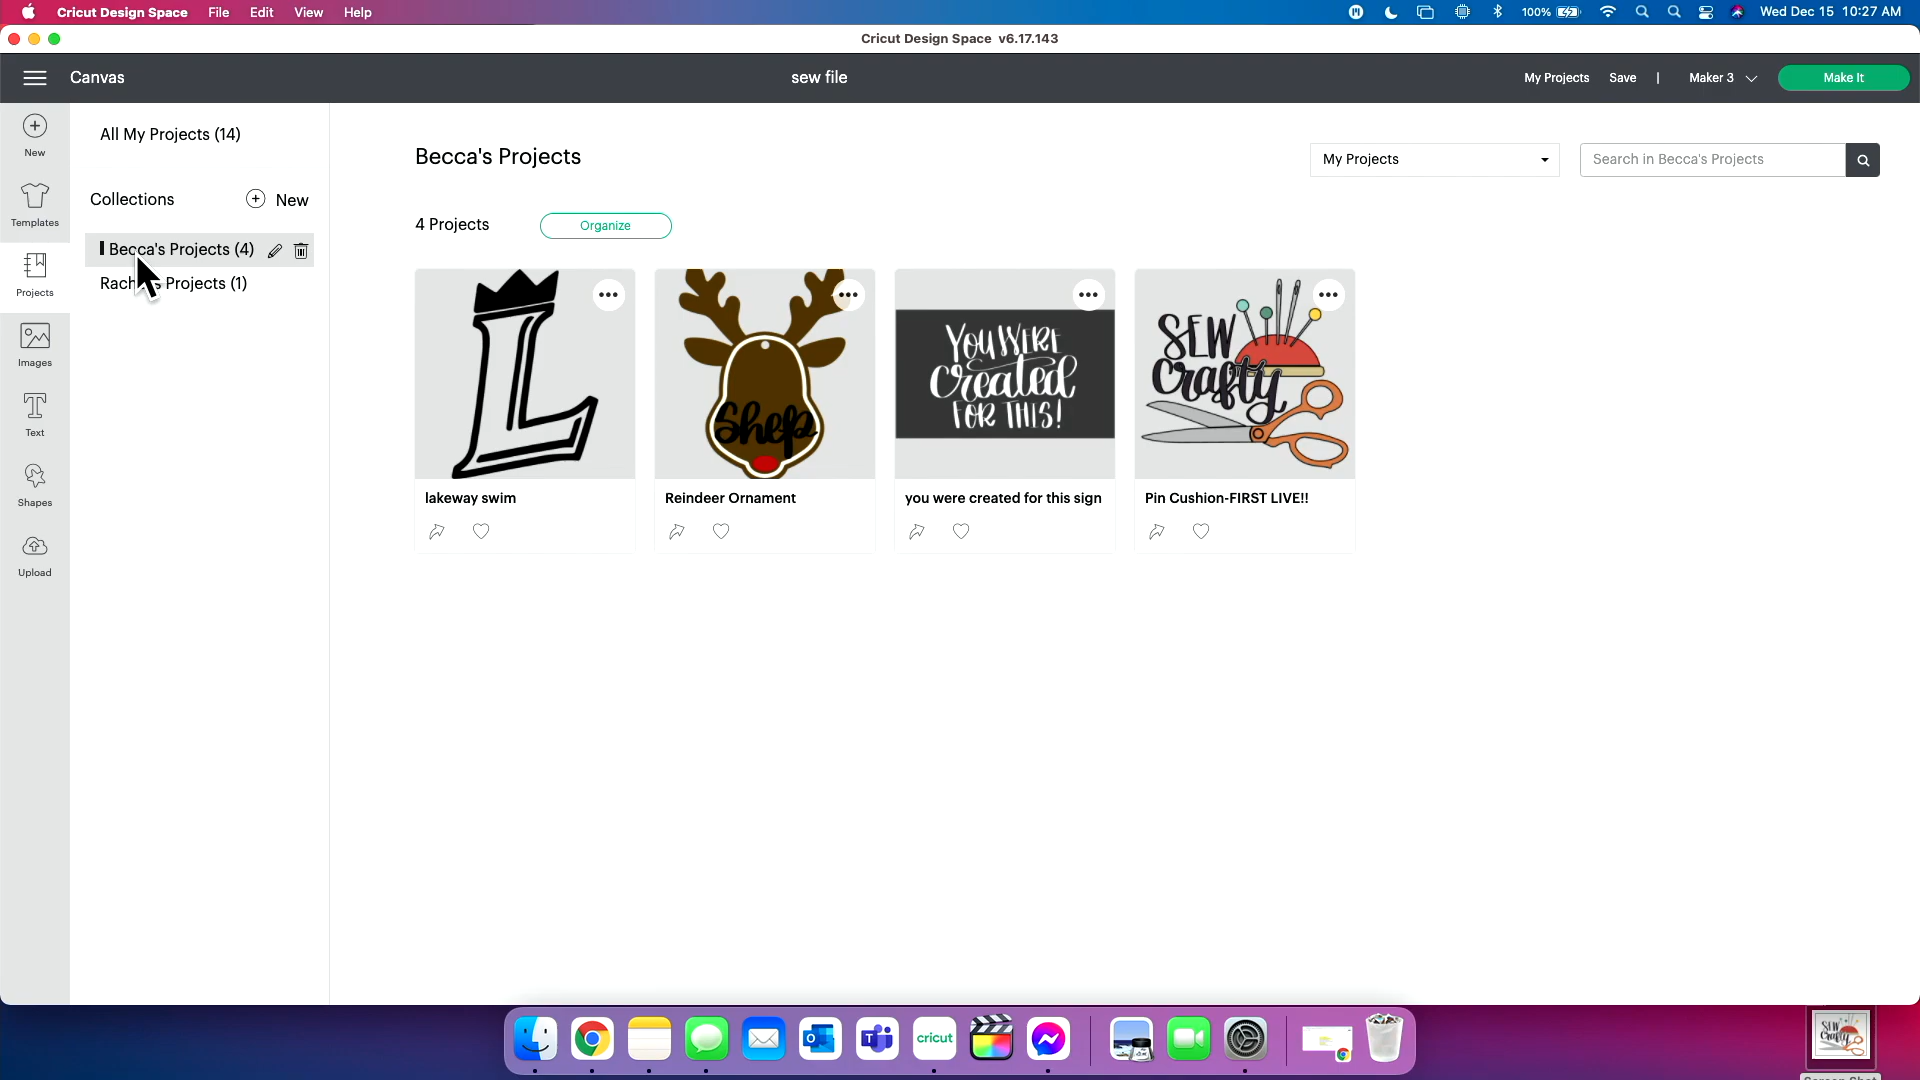 Cricut Design Space File Edit View Help 100% Wed Dec 15 10:27 AM
Cricut Design Space v6.17.143
Canvas sew file My Projects Save | Maker 3 Make It
New
Templates
Projects
Images
Text
Shapes
Upload
All My Projects (14)
Collections New
Becca's Projects (4)
Projects (1)
Becca's Projects
My Projects
Search in Becca's Projects
4 Projects Organize
L
Shep
YOU WERE
Created
FOR THIS!
SEW
Crafty
lakeway swim
Reindeer Ornament
you were created for this sign
Pin Cushion-FIRST LIVE!!
cricut
SEW
Crafty